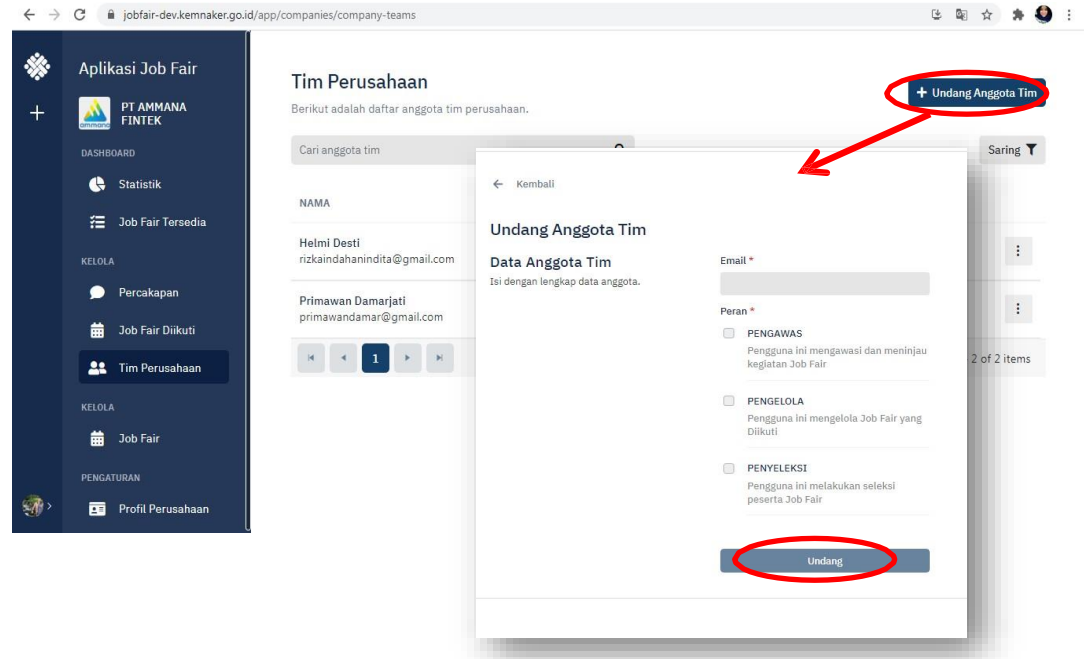 jobfair-dev.kemnaker.go.id/app/companies/company-teams
Aplikasi Job Fair
PT AMMANA
FINTEK
ammana
DASHBOARD
Statistik
Job Fair Tersedia
KELOLA
Percakapan
Job Fair Diikuti
Tim Perusahaan
KELOLA
Job Fair
PENGATURAN
Profil Perusahaan
Tim Perusahaan
Berikut adalah daftar anggota tim perusahaan.
+ Undang Anggota Tim
Cari anggota tim
Saring
NAMA
Helmi Desti
rizkaindahanindita@gmail.com
Primawan Damarjati
primawandamar@gmail.com
1
2 of 2 items
Kembali
Undang Anggota Tim
Data Anggota Tim
Isi dengan lengkap data anggota.
Email *
Peran *
PENGAWAS
Pengguna ini mengawasi dan meninjau
kegiatan Job Fair
PENGELOLA
Pengguna ini mengelola Job Fair yang
Diikuti
PENYELEKSI
Pengguna ini melakukan seleksi
peserta Job Fair
Undang